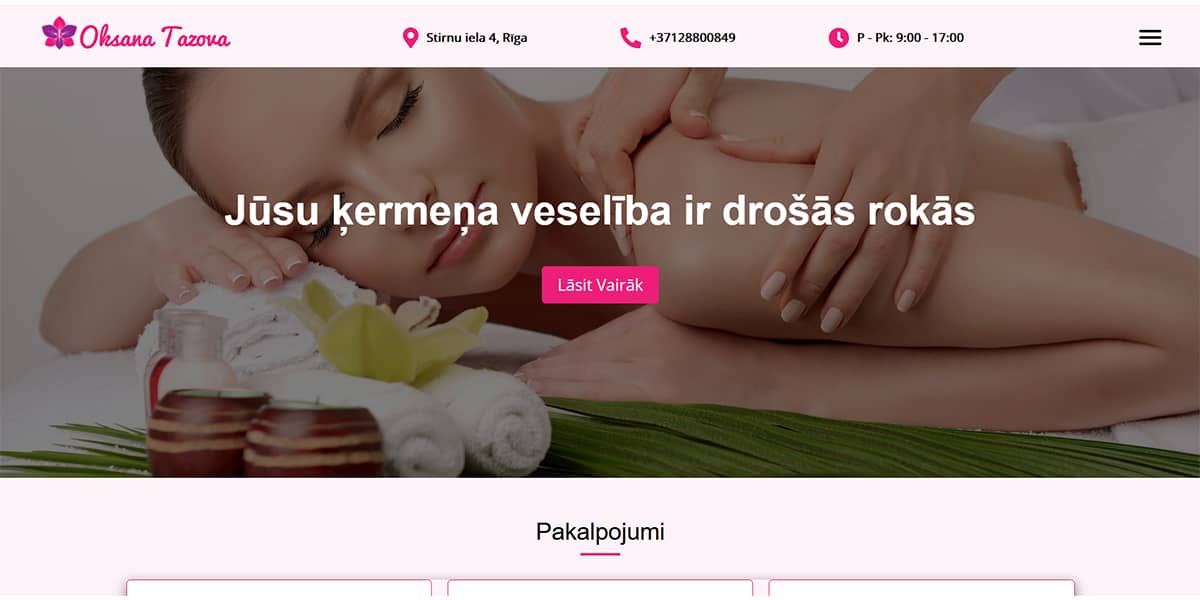 Oksana Tazova
Stirnu iela 4, Rīga
+37128800849
P - Pk: 9:00 - 17:00
Jūsu ķermeņa veselība ir drošās rokās
Lāsit Vairāk
Pakalpojumi